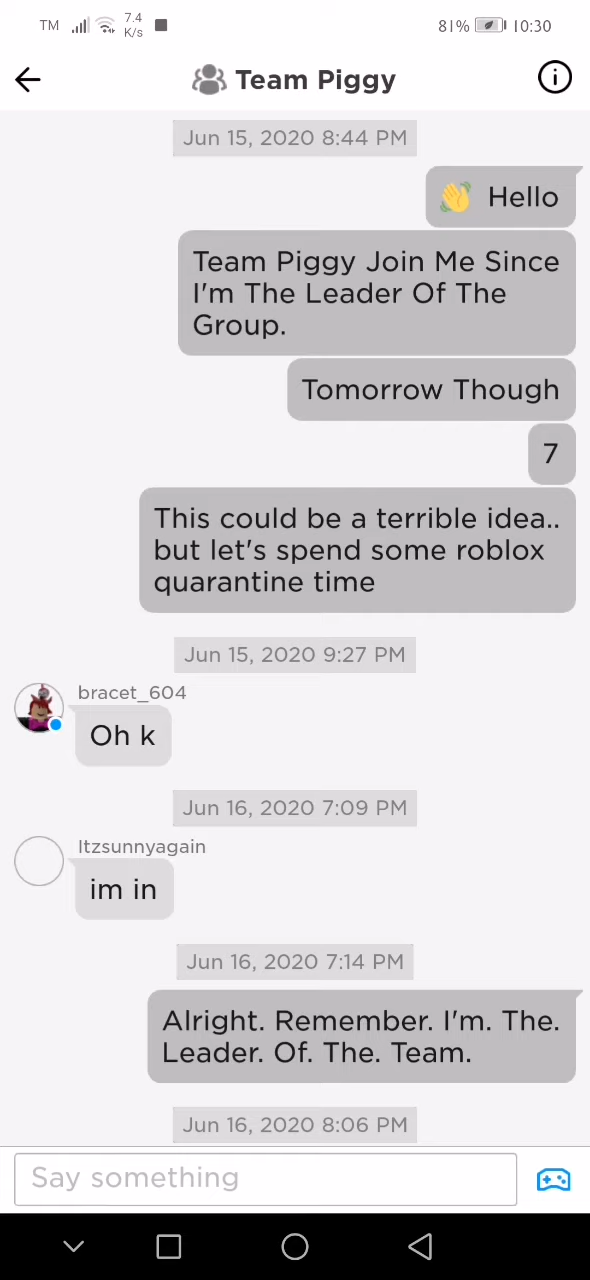 TM 7.4 K/s 81% 10:30
Team Piggy
Jun 15, 2020 8:44 PM
👋 Hello
Team Piggy Join Me Since
I'm The Leader Of The
Group.
Tomorrow Though
7
This could be a terrible idea..
but let's spend some roblox
quarantine time
Jun 15, 2020 9:27 PM
bracet_604
Oh k
Jun 16, 2020 7:09 PM
Itzsunnyagain
im in
Jun 16, 2020 7:14 PM
Alright. Remember. I'm. The.
Leader. Of. The. Team.
Jun 16, 2020 8:06 PM
Say something